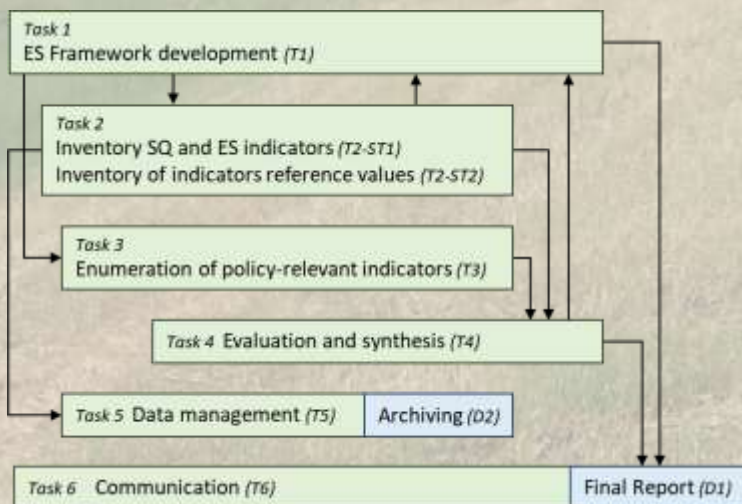 Task 1
ES Framework development (T1)
Task 2
Inventory SQ and ES indicators (T2-ST1)
Inventory of indicators reference values (T2-ST2)
Task 3
Enumeration of policy-relevant indicators (T3)
Task 4 Evaluation and synthesis (T4)
Task 5 Data management (T5) Archiving (D2)
Task 6 Communication (T6) Final Report (D1)